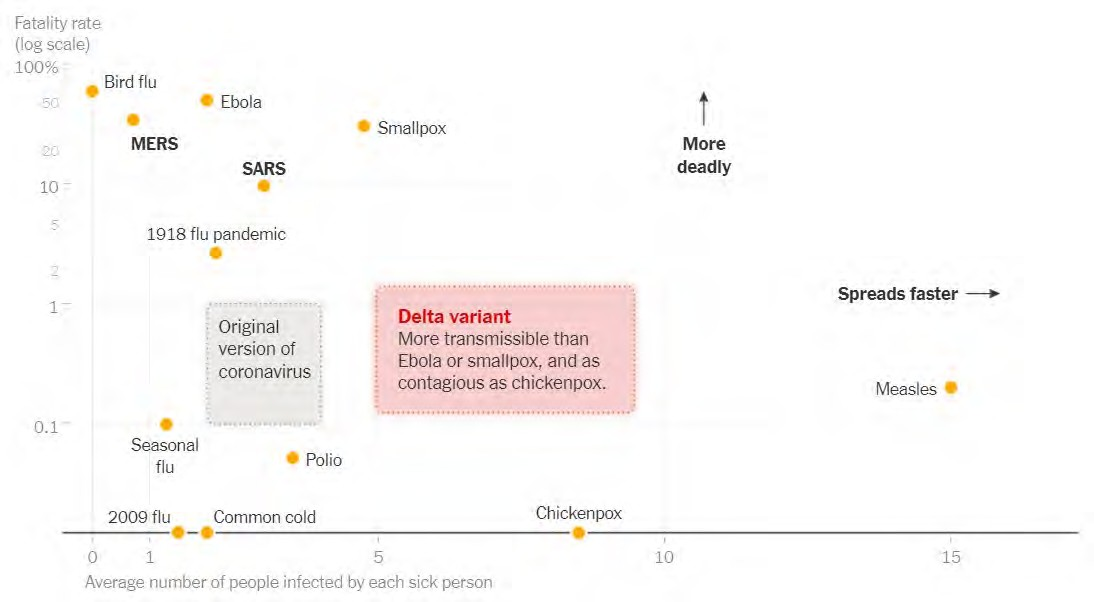 Fatality rate
(log scale)
100%
Bird flu
50
Ebola
MERS
Smallpox
More
deadly
20
SARS
10
5
1918 flu pandemic
2
1
Spreads faster
Original
version of
coronavirus
Delta variant
More transmissible than
Ebola or smallpox, and as
contagious as chickenpox.
Measles
0.1
Seasonal
flu
Polio
2009 flu
Common cold
Chickenpox
0 1 5 10 15
Average number of people infected by each sick person